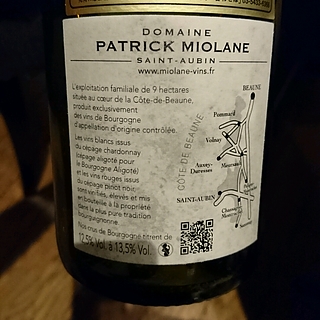 DOMAINE
PATRICK MIOLANE
SAINT-AUBIN
www.miolane-vins.fr
L'exploitation familiale de 9 hectares
située au cœur de la Côte-de-Beaune,
produit exclusivement
des vins de Bourgogne
d'appellation d'origine contrôlée.
Les vins blancs issus
du cépage chardonnay
(cépage aligoté pour
le Bourgogne Aligoté)
et les vins rouges issus
du cépage pinot noir,
sont vinifiés, élevés et mis
en bouteille à la propriété
dans la plus pure tradition
bourguignonne.
Nos crus de Bourgogne titrent de
12,5% Vol. à 13,5% Vol.
BEAUNE
Pommard
Volnay
Auxey-
Duresses
Meursault
CÔTE DE BEAUNE
SAINT-AUBIN
Puligny
Montrachet
Chassagne
Montrachet